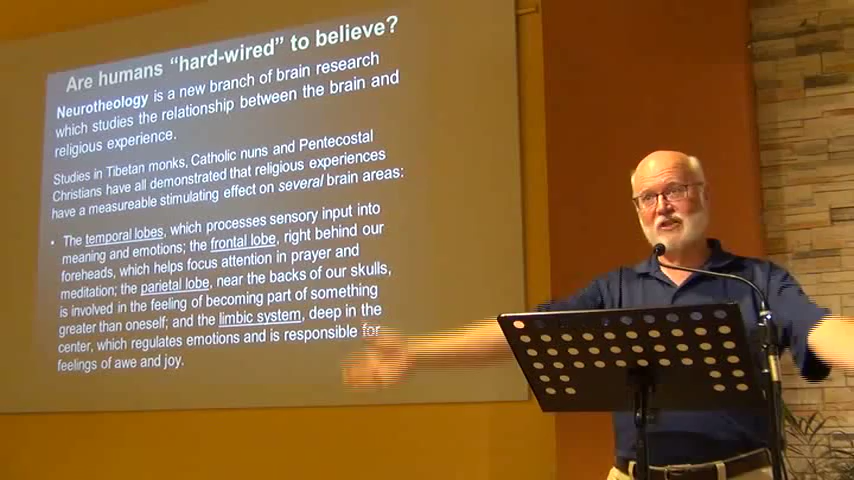 Are humans “hard-wired” to believe?
Neurotheology is a new branch of brain research
which studies the relationship between the brain and
religious experience.
Studies in Tibetan monks, Catholic nuns and Pentecostal
Christians have all demonstrated that religious experiences
have a measureable stimulating effect on several brain areas:
• The temporal lobes, which processes sensory input into
meaning and emotions; the frontal lobe, right behind our
foreheads, which helps focus attention in prayer and
meditation; the parietal lobe, near the backs of our skulls,
is involved in the feeling of becoming part of something
greater than oneself; and the limbic system, deep in the
center, which regulates emotions and is responsible for
feelings of awe and joy.